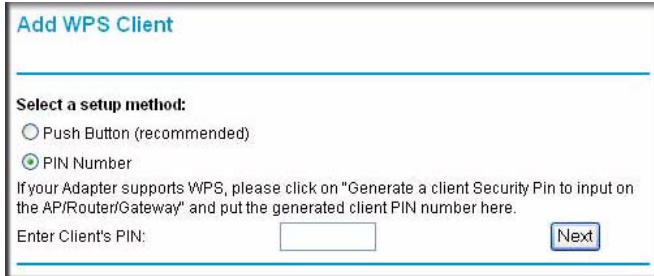 Add WPS Client
Select a setup method:
Push Button (recommended)
PIN Number
If your Adapter supports WPS, please click on "Generate a client Security Pin to input on
the AP/Router/Gateway" and put the generated client PIN number here.
Enter Client's PIN:
Next